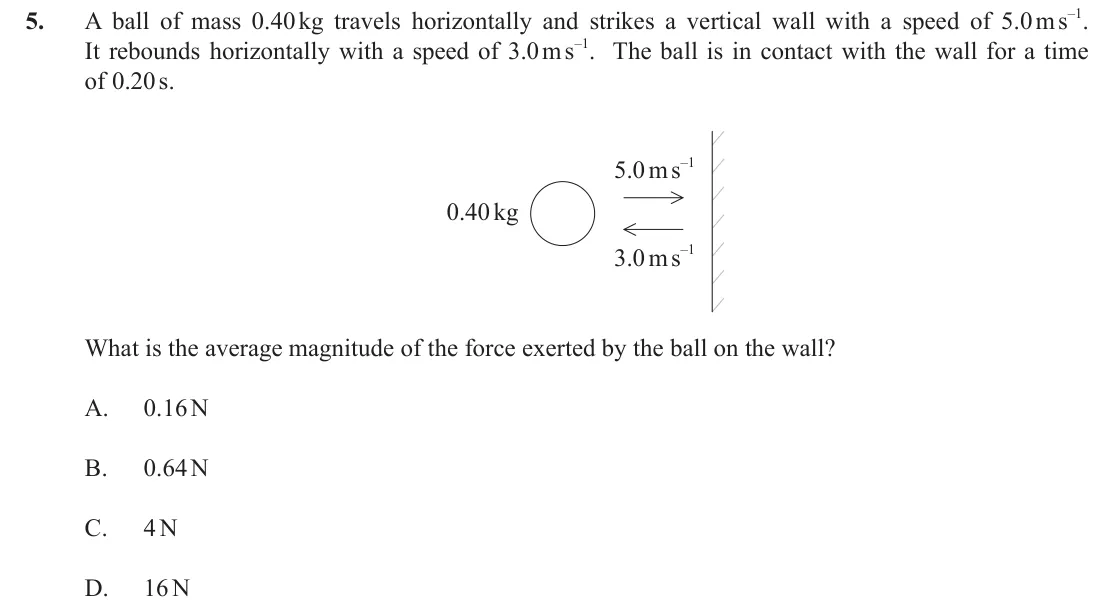 5. A ball of mass 0.40 kg travels horizontally and strikes a vertical wall with a speed of 5.0 m s⁻¹.
It rebounds horizontally with a speed of 3.0 m s⁻¹. The ball is in contact with the wall for a time
of 0.20 s.
5.0 m s⁻¹
0.40 kg
3.0 m s⁻¹
What is the average magnitude of the force exerted by the ball on the wall?
A. 0.16 N
B. 0.64 N
C. 4 N
D. 16 N